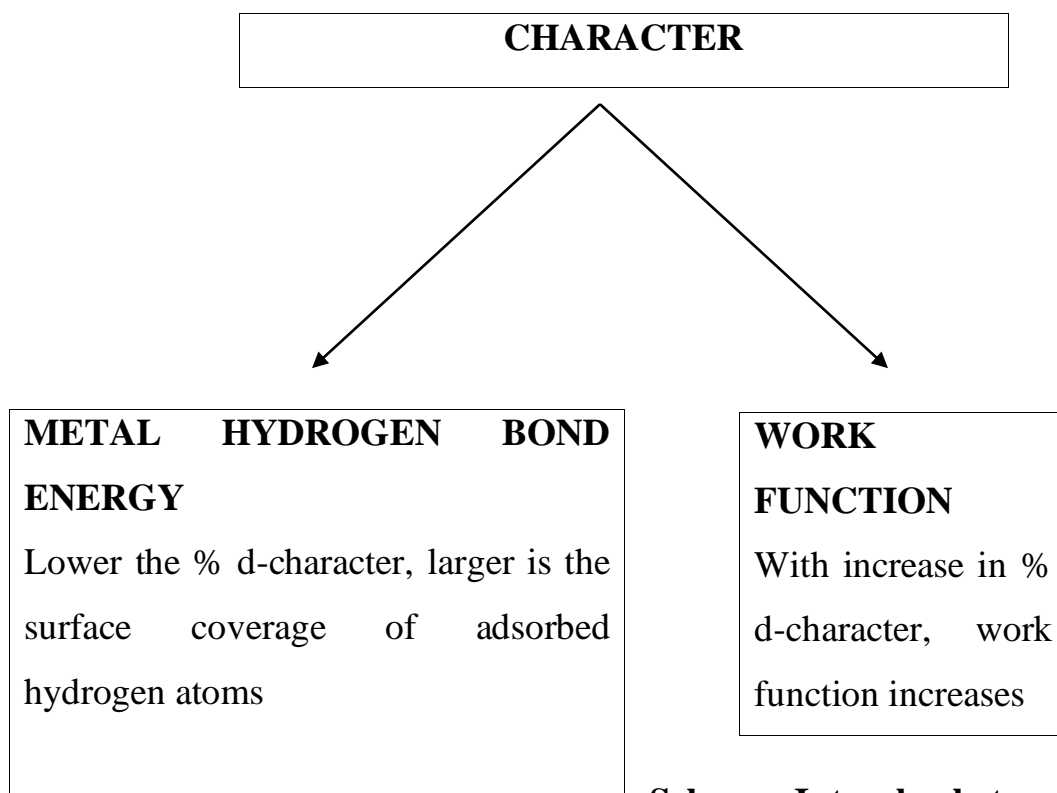 CHARACTER
METAL HYDROGEN BOND
ENERGY
Lower the % d-character, larger is the
surface coverage of adsorbed
hydrogen atoms
WORK
FUNCTION
With increase in %
d-character, work
function increases